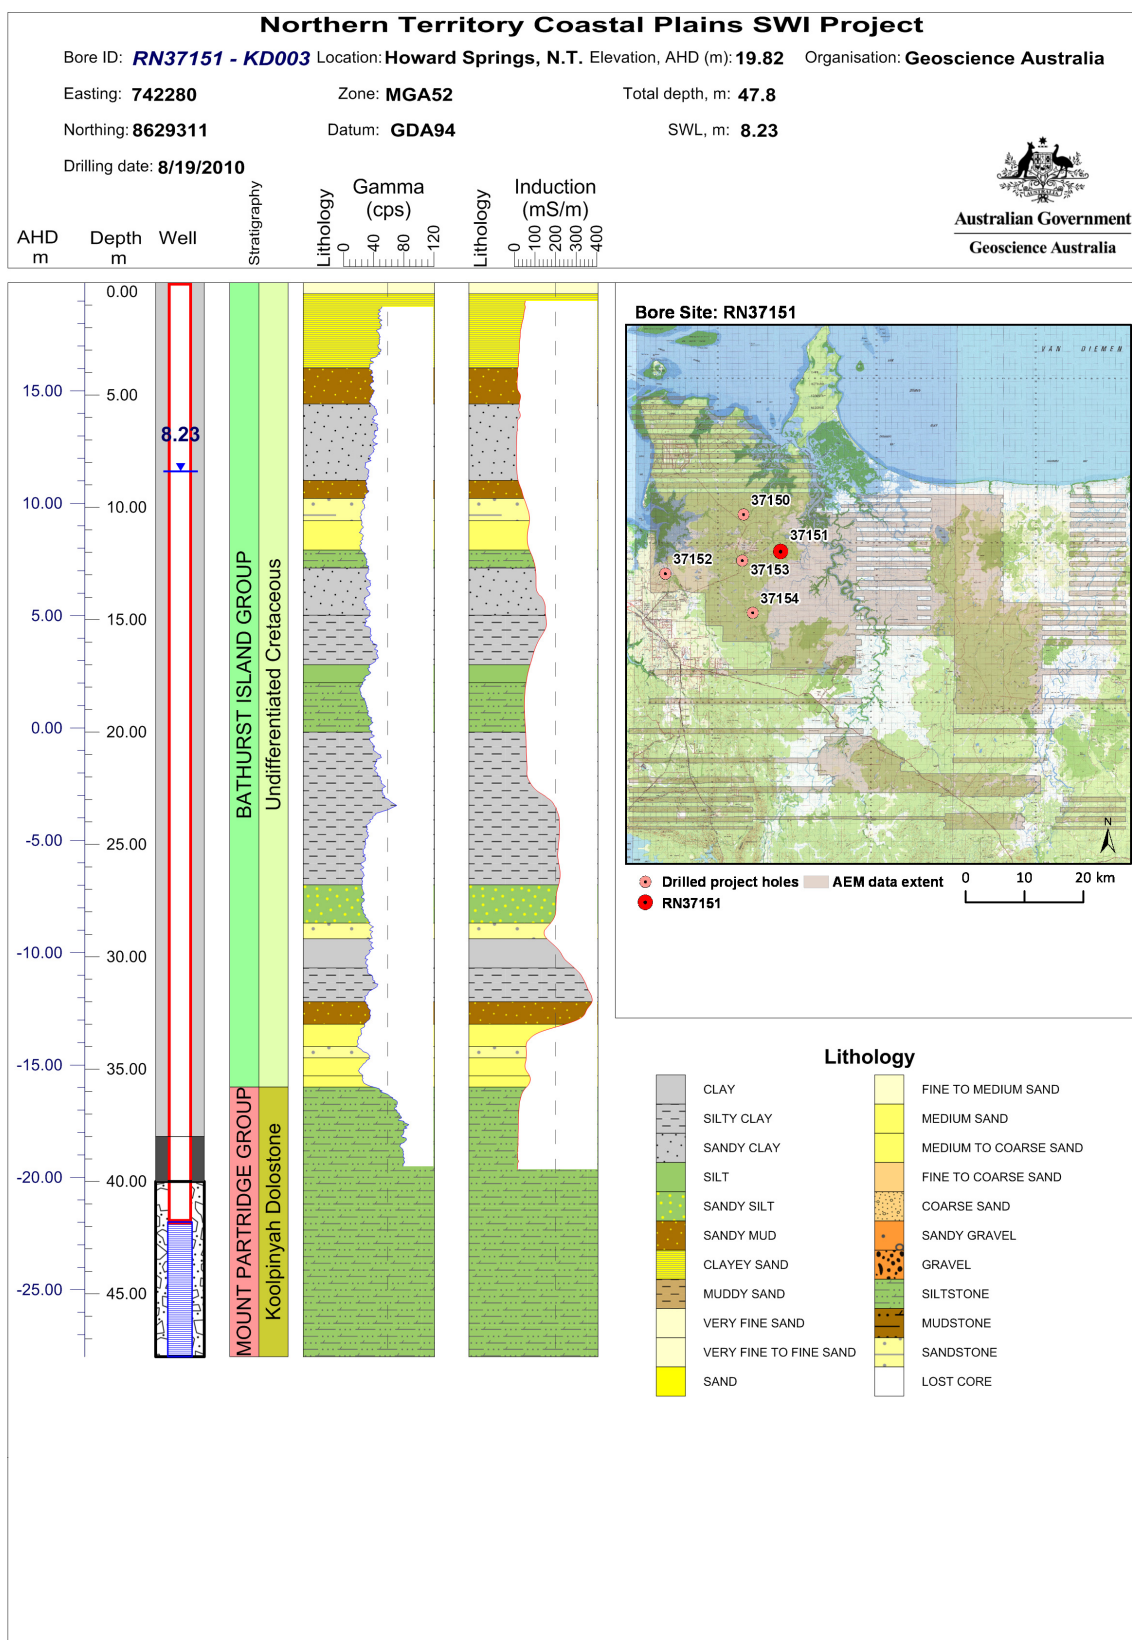 Northern Territory Coastal Plains SWI Project
Bore ID: RN37151 - KD003 Location: Howard Springs, N.T. Elevation, AHD (m): 19.82 Organisation: Geoscience Australia
Easting: 742280 Zone: MGA52 Total depth, m: 47.8
Northing: 8629311 Datum: GDA94 SWL, m: 8.23
Drilling date: 8/19/2010
Australian Government
Geoscience Australia
AHD m
Depth m
Well
Stratigraphy
Lithology
Gamma (cps)
0 40 80 120
Lithology
Induction (mS/m)
0 100 200 300 400
0.00
15.00
5.00
8.23
10.00
10.00
5.00
15.00
0.00
20.00
-5.00
25.00
-10.00
30.00
-15.00
35.00
-20.00
40.00
-25.00
45.00
BATHURST ISLAND GROUP
Undifferentiated Cretaceous
MOUNT PARTRIDGE GROUP
Koolpinyah Dolostone
Bore Site: RN37151
VAN DIEMEN
37150
37151
37152
37153
37154
N
Drilled project holes
AEM data extent
RN37151
0 10 20 km
Lithology
CLAY
SILTY CLAY
SANDY CLAY
SILT
SANDY SILT
SANDY MUD
CLAYEY SAND
MUDDY SAND
VERY FINE SAND
VERY FINE TO FINE SAND
SAND
FINE TO MEDIUM SAND
MEDIUM SAND
MEDIUM TO COARSE SAND
FINE TO COARSE SAND
COARSE SAND
SANDY GRAVEL
GRAVEL
SILTSTONE
MUDSTONE
SANDSTONE
LOST CORE